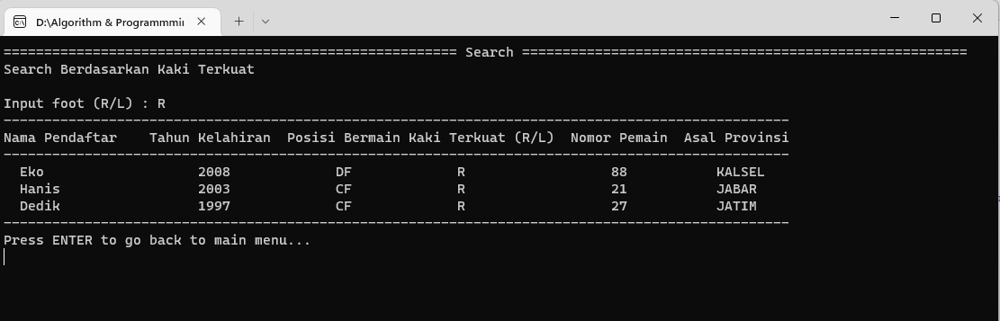 D:\Algorithm & Programmmin
======================================================== Search =======================================================
Search Berdasarkan Kaki Terkuat
Input foot (R/L) : R
-------------------------------------------------------------------------------------------------
Nama Pendaftar    Tahun Kelahiran  Posisi Bermain Kaki Terkuat (R/L)  Nomor Pemain  Asal Provinsi
-------------------------------------------------------------------------------------------------
  Eko                   2008             DF             R                  88           KALSEL
  Hanis                 2003             CF             R                  21           JABAR
  Dedik                 1997             CF             R                  27           JATIM
-------------------------------------------------------------------------------------------------
Press ENTER to go back to main menu...